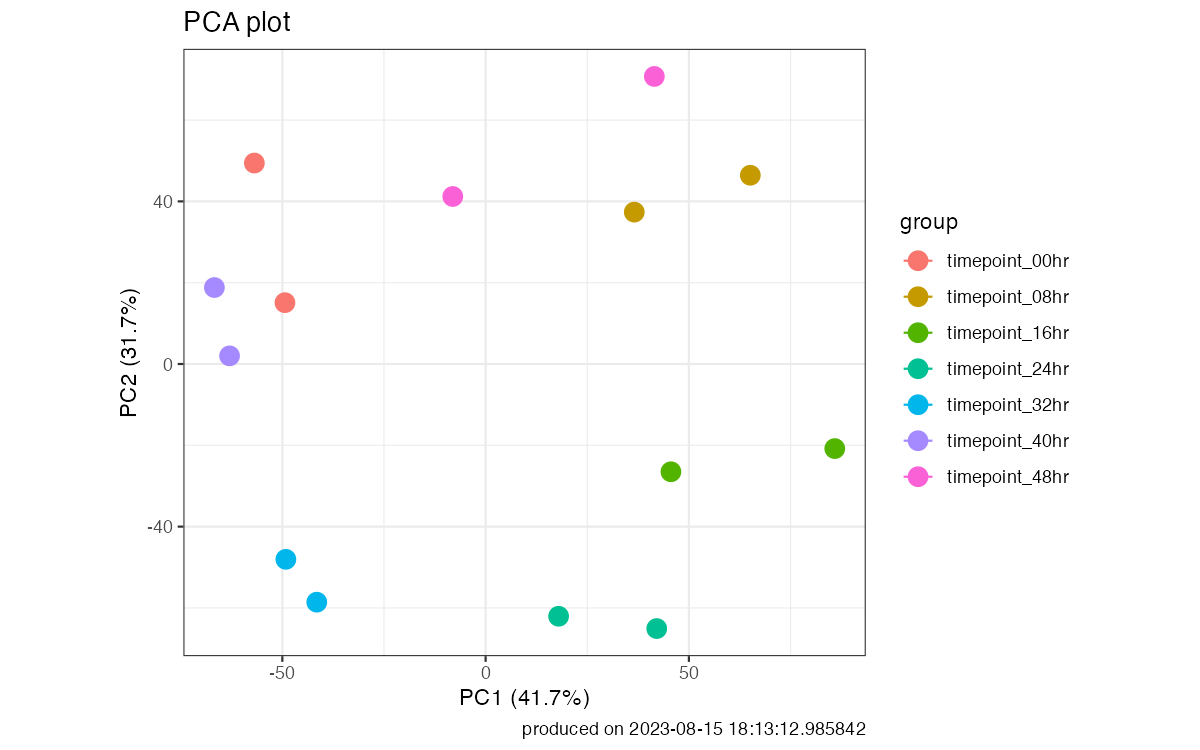 PCA plot
40
0
-40
-50
0
50
PC2 (31.7%)
PC1 (41.7%)
group
timepoint_00hr
timepoint_08hr
timepoint_16hr
timepoint_24hr
timepoint_32hr
timepoint_40hr
timepoint_48hr
produced on 2023-08-15 18:13:12.985842